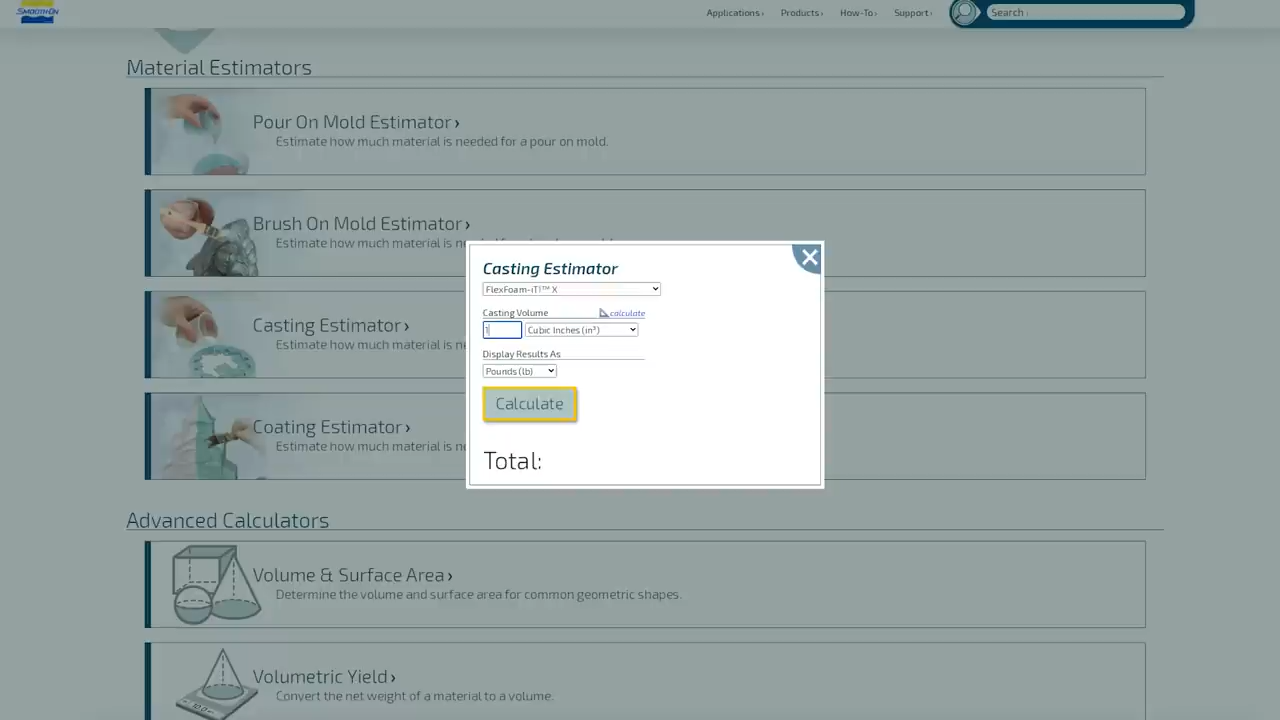 SMOOTH-ON
Applications›
Products›
How-To›
Support›
Search ›
Material Estimators
Pour On Mold Estimator ›
Estimate how much material is needed for a pour on mold.
Brush On Mold Estimator ›
Estimate how much material is
Casting Estimator ›
Estimate how much material is
Coating Estimator ›
Estimate how much material is
Casting Estimator
FlexFoam-iT!™ X
Casting Volume
calculate
1
Cubic Inches (in³)
Display Results As
Pounds (lb)
Calculate
Total:
Advanced Calculators
Volume & Surface Area ›
Determine the volume and surface area for common geometric shapes.
Volumetric Yield ›
Convert the net weight of a material to a volume.